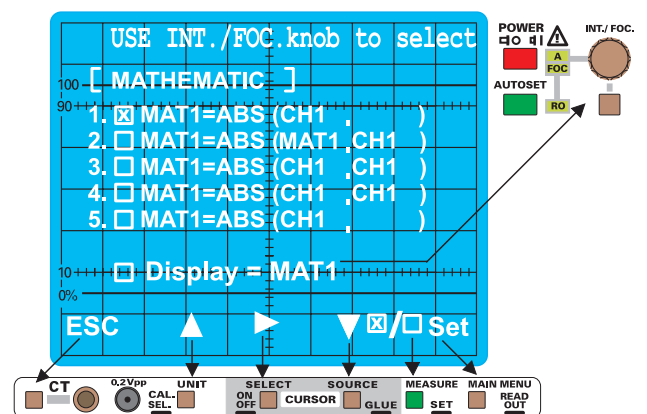 USE INT./FOC.knob to select
POWER
INT./ FOC.
A
FOC
AUTOSET
RO
100
[ MATHEMATIC ]
90
1. ☒ MAT1=ABS (CH1 , )
2. ☐ MAT1=ABS (MAT1 , CH1 )
3. ☐ MAT1=ABS (CH1 , CH1 )
4. ☐ MAT1=ABS (CH1 , CH1 )
5. ☐ MAT1=ABS (CH1 , )
10
☐ Display = MAT1
0%
ESC ▲ ▶ ▼ ☒/☐ Set
CT
0.2Vpp
CAL.
SEL.
UNIT
SELECT
ON
OFF
CURSOR
SOURCE
GLUE
MEASURE
SET
MAIN MENU
READ
OUT